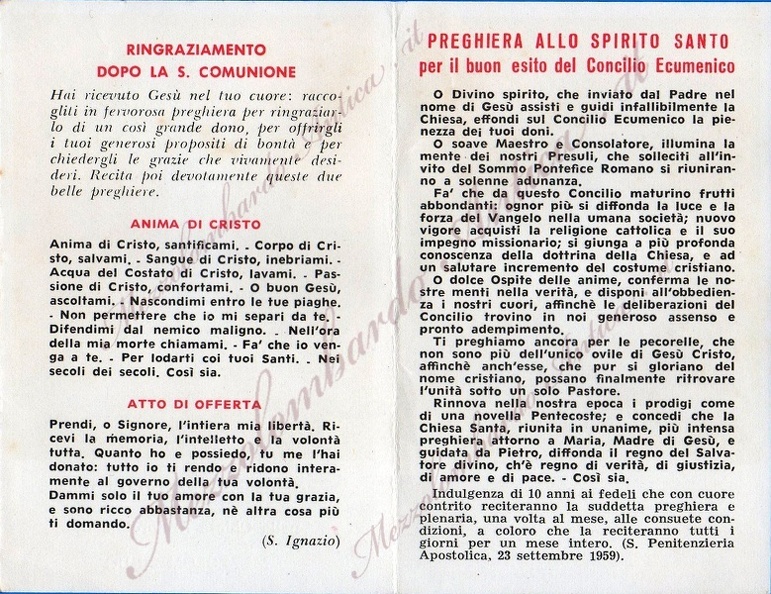 RINGRAZIAMENTO
DOPO LA S. COMUNIONE
Hai ricevuto Gesù nel tuo cuore: racco-
gliti in fervorosa preghiera per ringraziar-
lo di un così grande dono, per offrirgli
i tuoi generosi propositi di bontà e per
chiedergli le grazie che vivamente desi-
deri. Recita poi devotamente queste due
belle preghiere.
ANIMA DI CRISTO
Anima di Cristo, santificami. - Corpo di Cri-
sto, salvami. - Sangue di Cristo, inebriami. -
Acqua del Costato di Cristo, lavami. - Pas-
sione di Cristo, confortami. - O buon Gesù,
ascoltami. - Nascondimi entro le tue piaghe.
- Non permettere che io mi separi da te. -
Difendimi dal nemico maligno. - Nell'ora
della mia morte chiamami. - Fa' che io ven-
ga a te. - Per lodarti coi tuoi Santi. - Nei
secoli dei secoli. Così sia.
ATTO DI OFFERTA
Prendi, o Signore, l'intiera mia libertà. Ri-
cevi la memoria, l'intelletto e la volontà
tutta. Quanto ho e possiedo, tu me l'hai
donato: tutto io ti rendo e ridono intera-
mente al governo della tua volontà.
Dammi solo il tuo amore con la tua grazia,
e sono ricco abbastanza, nè altra cosa più
ti domando.
(S. Ignazio)
PREGHIERA ALLO SPIRITO SANTO
per il buon esito del Concilio Ecumenico
O Divino spirito, che inviato dal Padre nel
nome di Gesù assisti e guidi infallibilmente la
Chiesa, effondi sul Concilio Ecumenico la pie-
nezza dei tuoi doni.
O soave Maestro e Consolatore, illumina la
mente dei nostri Presuli, che solleciti all'in-
vito del Sommo Pontefice Romano si riuniran-
no a solenne adunanza.
Fa' che da questo Concilio maturino frutti
abbondanti: ognor più si diffonda la luce e la
forza del Vangelo nella umana società; nuovo
vigore acquisti la religione cattolica e il suo
impegno missionario; si giunga a più profonda
conoscenza della dottrina della Chiesa, e ad
un salutare incremento del costume cristiano.
O dolce Ospite delle anime, conferma le no-
stre menti nella verità, e disponi all'obbedien-
za i nostri cuori, affinchè le deliberazioni del
Concilio trovino in noi generoso assenso e
pronto adempimento.
Ti preghiamo ancora per le pecorelle, che
non sono più dell'unico ovile di Gesù Cristo,
affinchè anch'esse, che pur si gloriano del
nome cristiano, possano finalmente ritrovare
l'unità sotto un solo Pastore.
Rinnova nella nostra epoca i prodigi come
di una novella Pentecoste; e concedi che la
Chiesa Santa, riunita in unanime, più intensa
preghiera attorno a Maria, Madre di Gesù, e
guidata da Pietro, diffonda il regno del Salva-
tore divino, ch'è regno di verità, di giustizia,
di amore e di pace. - Così sia.
Indulgenza di 10 anni ai fedeli che con cuore
contrito reciteranno la suddetta preghiera e
plenaria, una volta al mese, alle consuete con-
dizioni, a coloro che la reciteranno tutti i
giorni per un mese intero. (S. Penitenzieria
Apostolica, 23 settembre 1959).